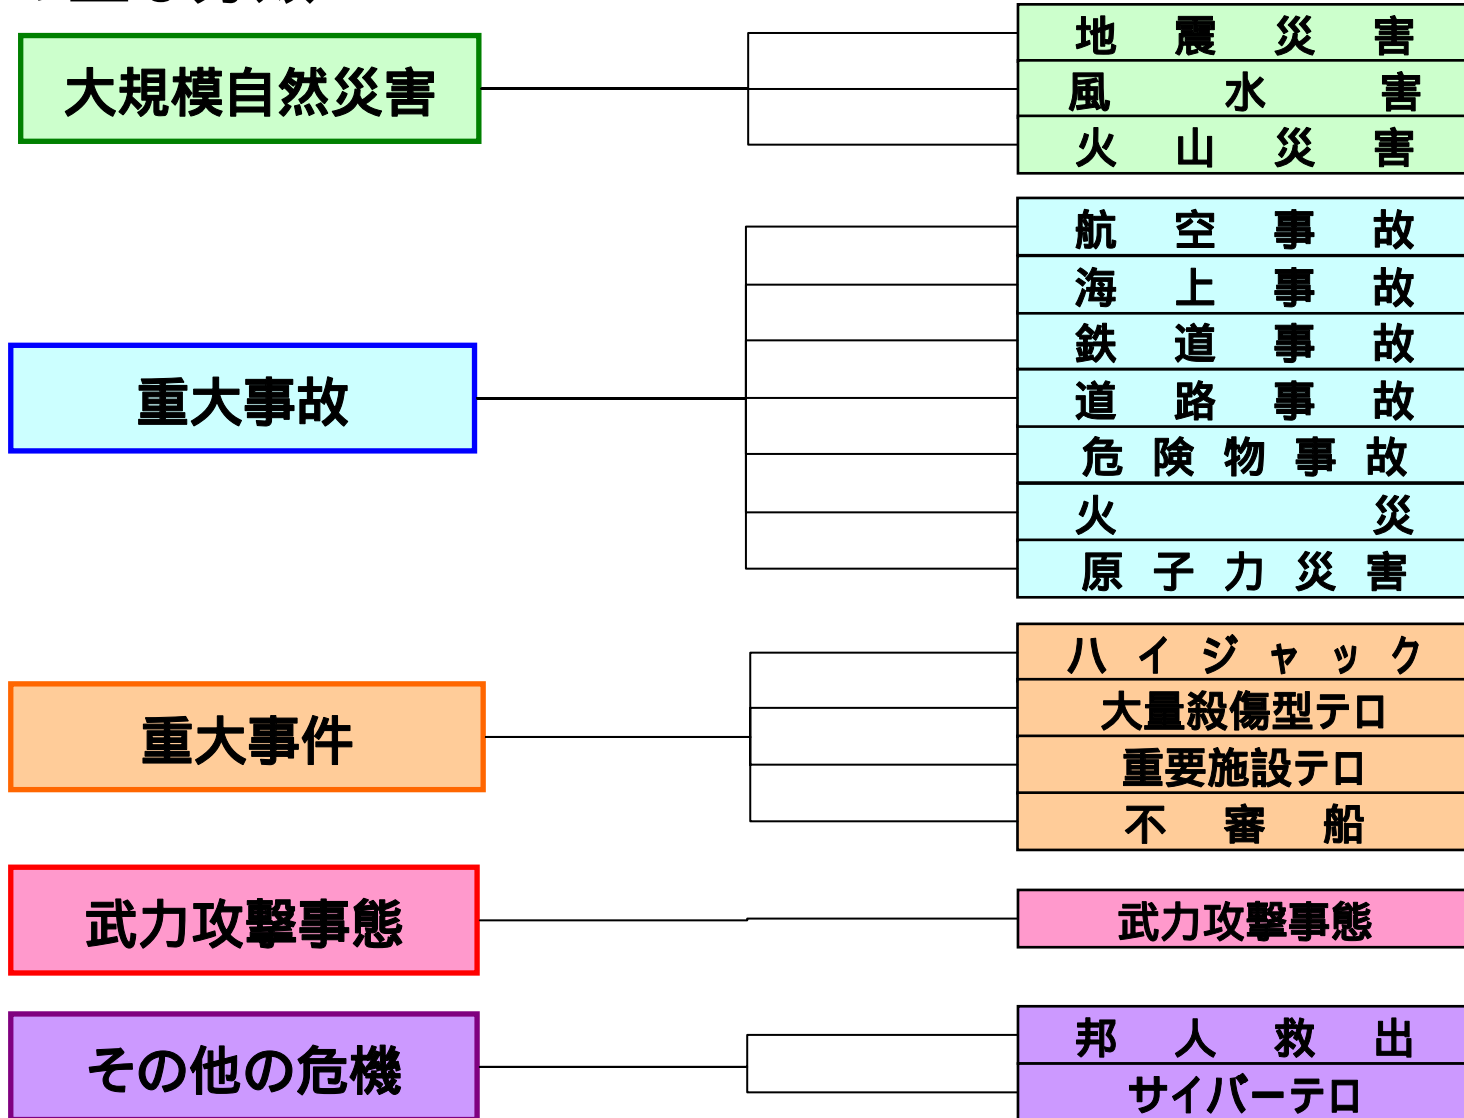 大規模自然災害
地震災害
風水害
火山災害
重大事故
航空事故
海上事故
鉄道事故
道路事故
危険物事故
火災
原子力災害
重大事件
ハイジャック
大量殺傷型テロ
重要施設テロ
不審船
武力攻撃事態
武力攻撃事態
その他の危機
邦人救出
サイバーテロ